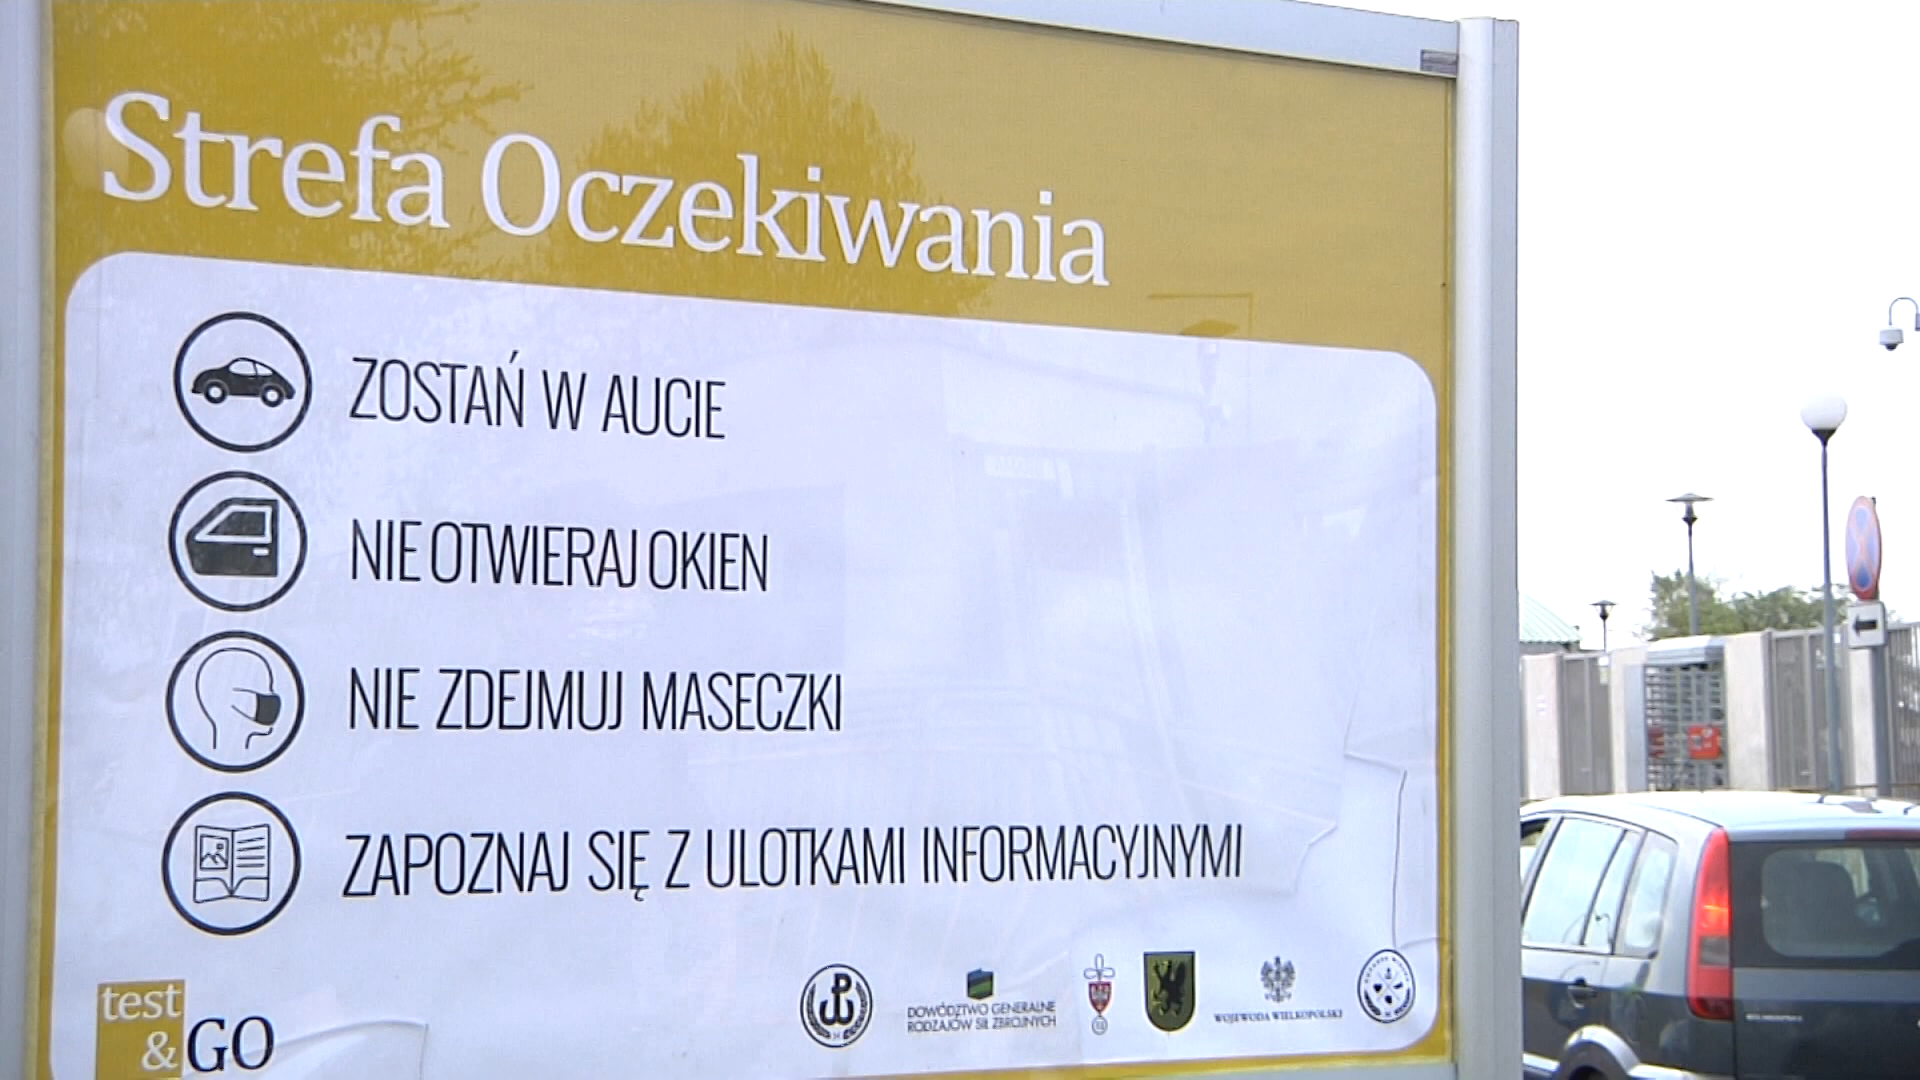 Strefa Oczekiwania
ZOSTAŃ W AUCIE
NIE OTWIERAJ OKIEN
NIE ZDEJMUJ MASECZKI
ZAPOZNAJ SIĘ Z ULOTKAMI INFORMACYJNYMI
test
& GO
DOWÓDZTWO GENERALNE
RODZAJÓW SIŁ ZBROJNYCH
WOJEWODA WIELKOPOLSKI